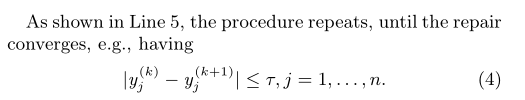 As shown in Line 5, the procedure repeats, until the repair
converges, e.g., having
|y_j^{(k)} − y_j^{(k+1)}| ≤ τ, j = 1, . . . , n. (4)